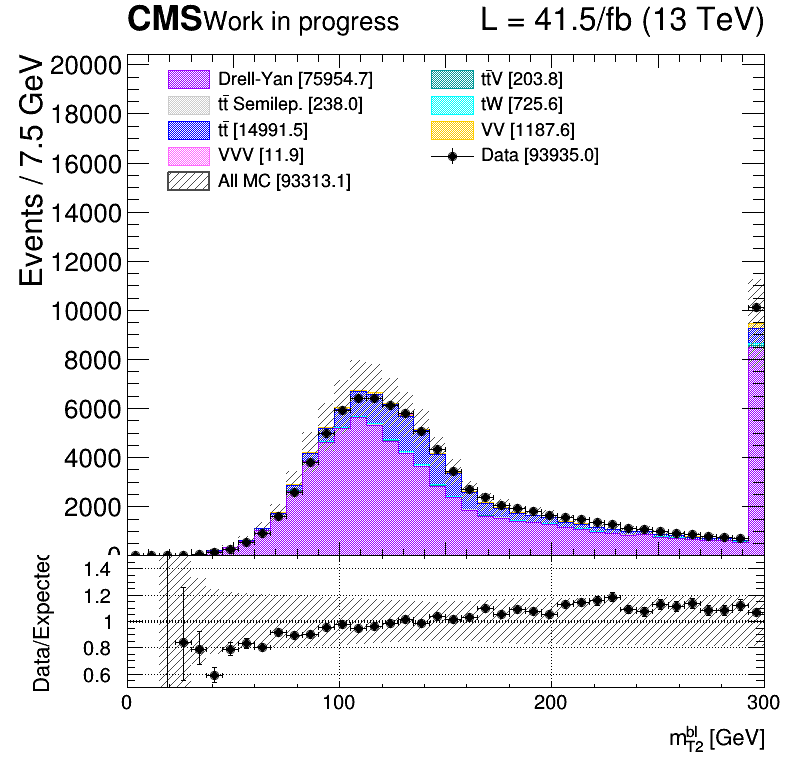 CMS Work in progress L = 41.5/fb (13 TeV)
Events / 7.5 GeV
20000
18000
16000
14000
12000
10000
8000
6000
4000
2000
0
Drell-Yan [75954.7]
tt̄ Semilep. [238.0]
tt̄ [14991.5]
VVV [11.9]
All MC [93313.1]
tt̄V [203.8]
tW [725.6]
VV [1187.6]
Data [93935.0]
Data/Expected
1.4
1.2
1
0.8
0.6
0 100 200 300
m_{T2}^{bl} [GeV]